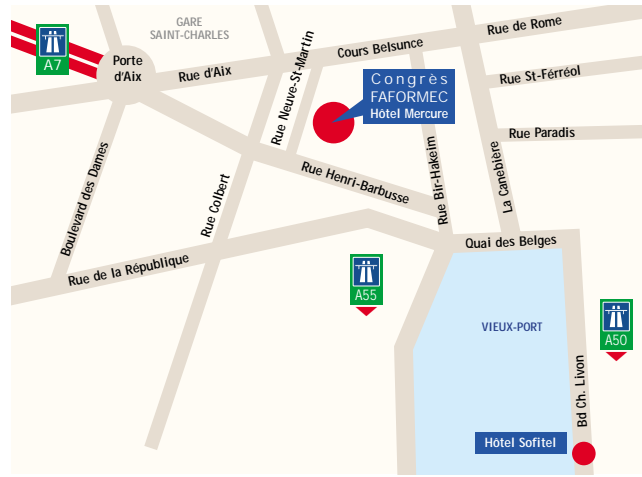 GARE
SAINT-CHARLES
A7
Porte
d'Aix
Rue d'Aix
Cours Belsunce
Rue de Rome
Rue Neuve-St-Martin
Congrès
FAFORMEC
Hôtel Mercure
Rue St-Férréol
Rue Paradis
Boulevard des Dames
Rue Colbert
Rue Henri-Barbusse
Rue Bir-Hakeim
La Canebière
Rue de la République
Quai des Belges
A55
VIEUX-PORT
A50
Bd Ch. Livon
Hôtel Sofitel